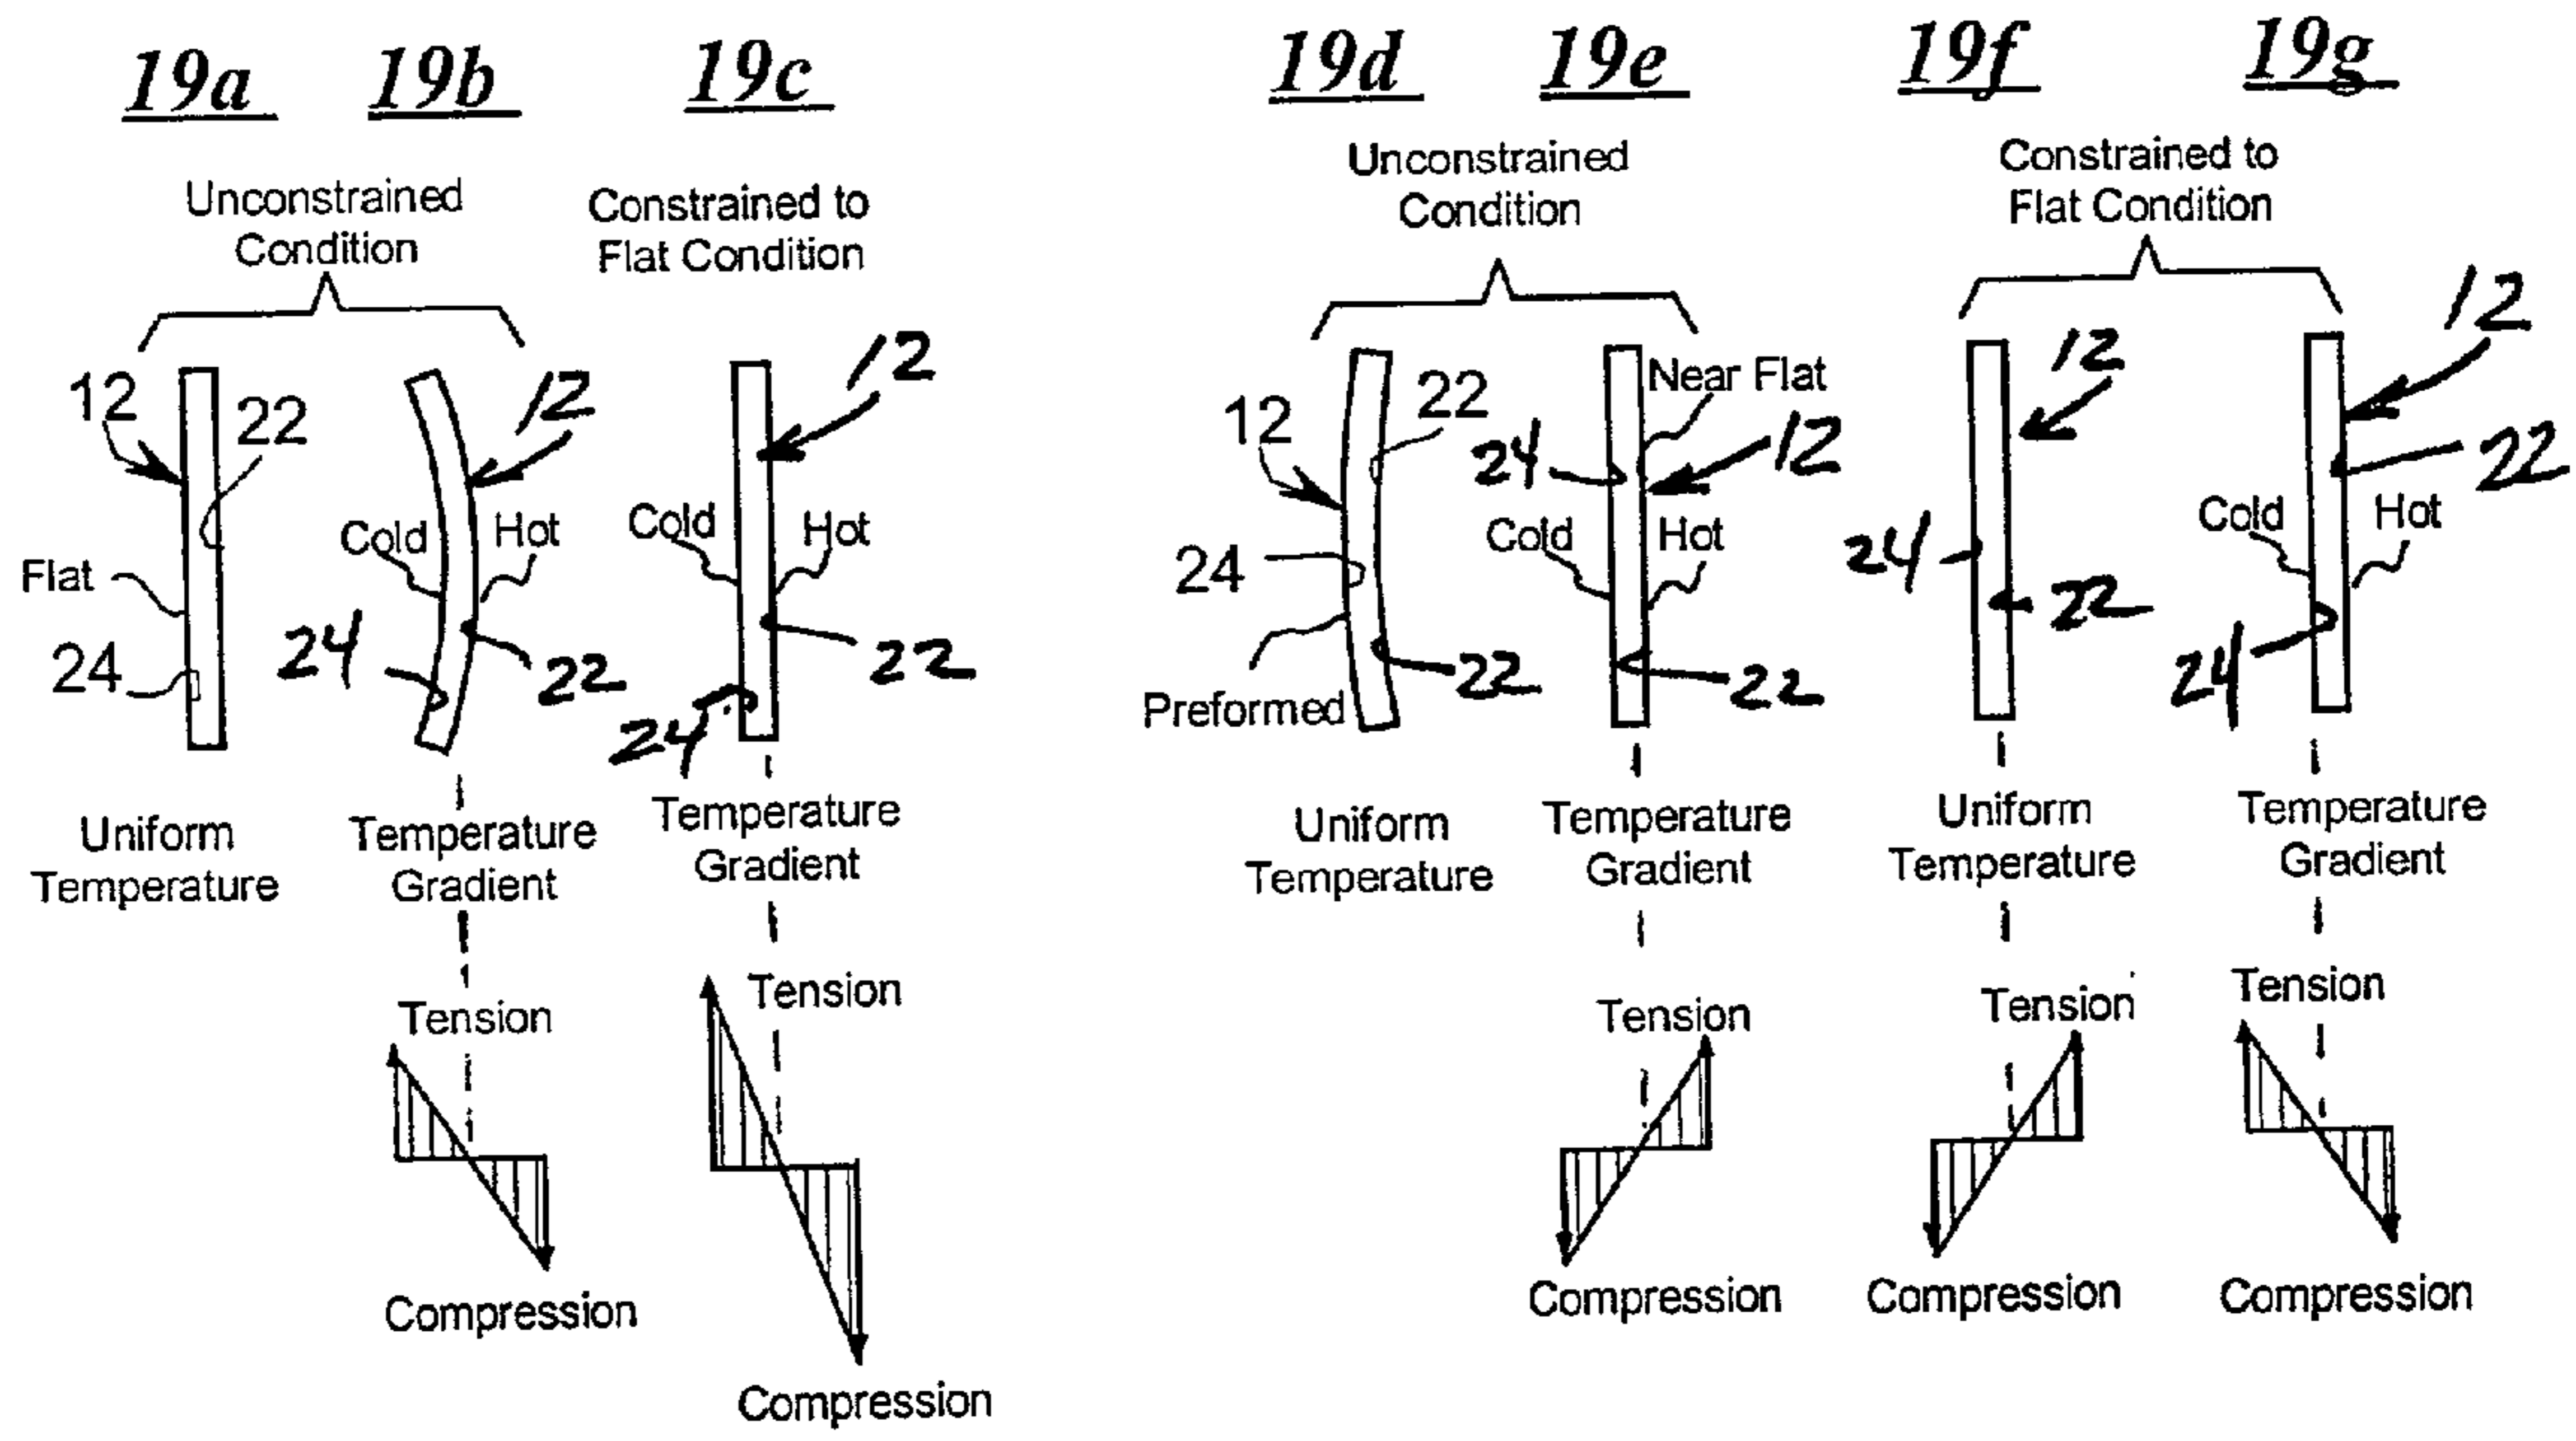 19a
19b
19c
19d
19e
19f
19g
Unconstrained
Condition
Constrained to
Flat Condition
Unconstrained
Condition
Constrained to
Flat Condition
12
22
Flat
24
Uniform
Temperature
12
Cold
Hot
24
22
Temperature
Gradient
Tension
Compression
12
Cold
Hot
22
24
Temperature
Gradient
Tension
Compression
12
22
24
22
Preformed
Uniform
Temperature
Near Flat
24
12
Cold
Hot
22
Temperature
Gradient
Tension
Compression
12
24
22
Uniform
Temperature
Tension
Compression
12
22
Cold
Hot
24
Temperature
Gradient
Tension
Compression